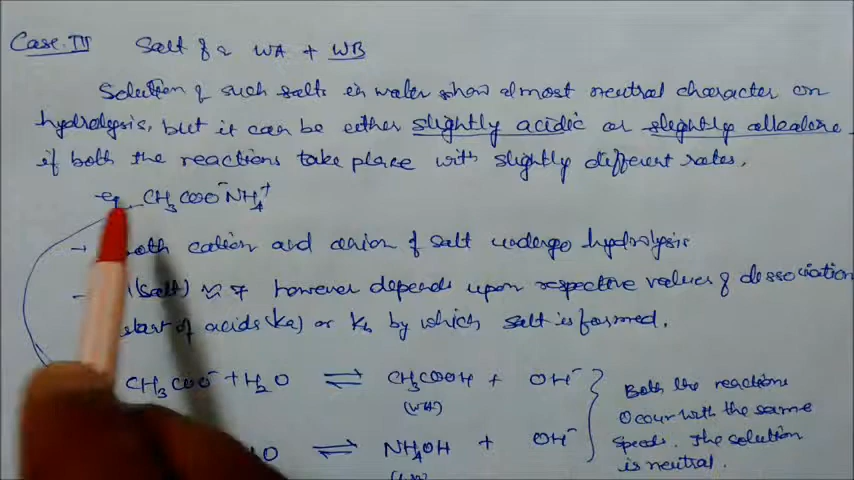 Case.III Salt of a WA + WB
Solution of such salts in water show almost neutral character on
hydrolysis, but it can be either slightly acidic or slightly alkaline
if both the reactions take place with slightly different rates.
eg CH₃COO⁻NH₄⁺
→ both cation and anion of salt undergo hydrolysis
(Salt) ≈ 7 however depends upon respective values of dessociation
of acids (Ka) or Kb by which salt is formed.
CH₃COO⁻ + H₂O ⇌ CH₃COOH + OH⁻
(WA)
O ⇌ NH₄OH + OH⁻
Both the reactions
occur with the same
speeds. The solution
is neutral.